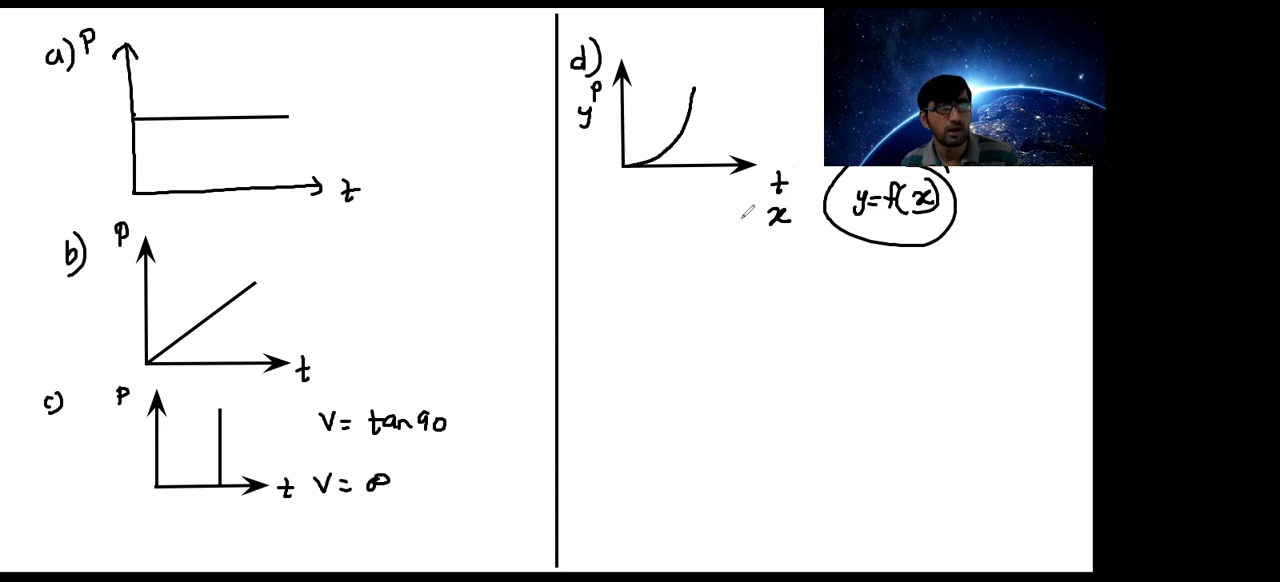 a) P
t
b) P
t
c) P
V = tan 90
t V = ∞
d)
P
y
t
x
y=f(x)